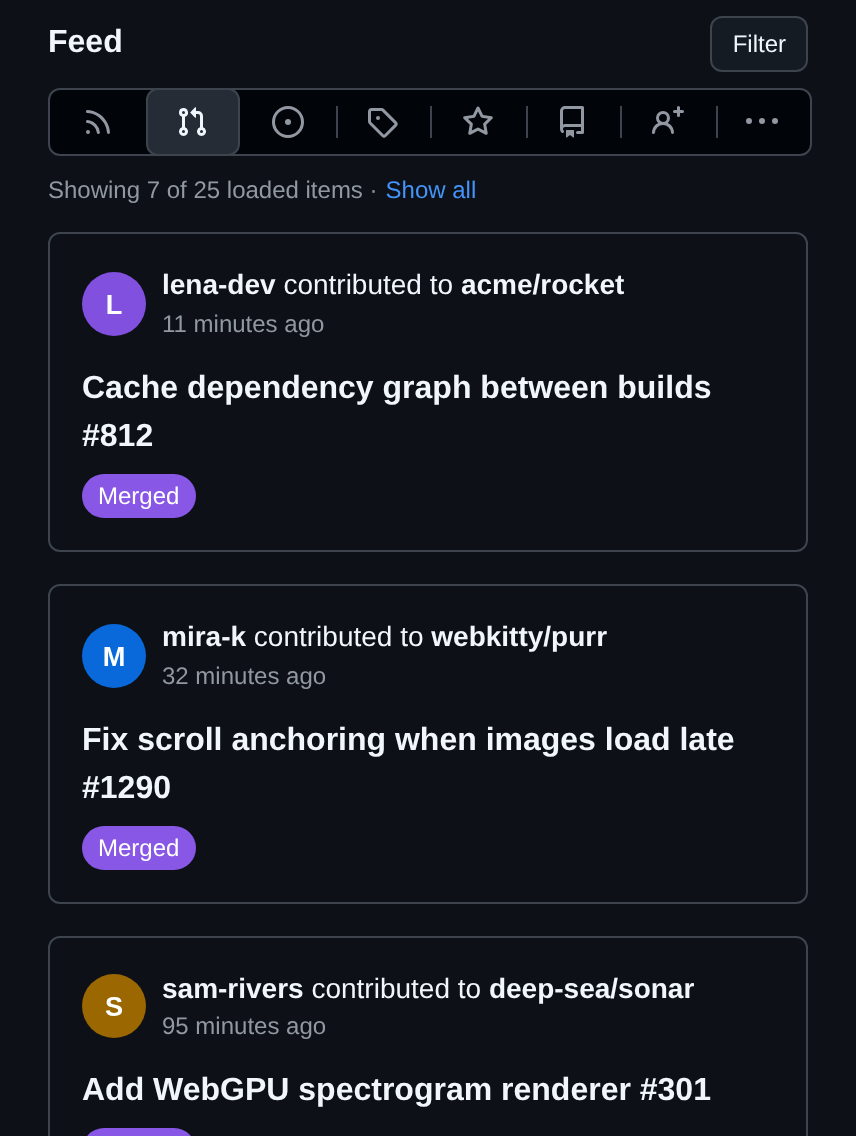 Feed
Filter
Showing 7 of 25 loaded items · Show all
L
lena-dev contributed to acme/rocket
11 minutes ago
Cache dependency graph between builds
#812
Merged
M
mira-k contributed to webkitty/purr
32 minutes ago
Fix scroll anchoring when images load late
#1290
Merged
S
sam-rivers contributed to deep-sea/sonar
95 minutes ago
Add WebGPU spectrogram renderer #301